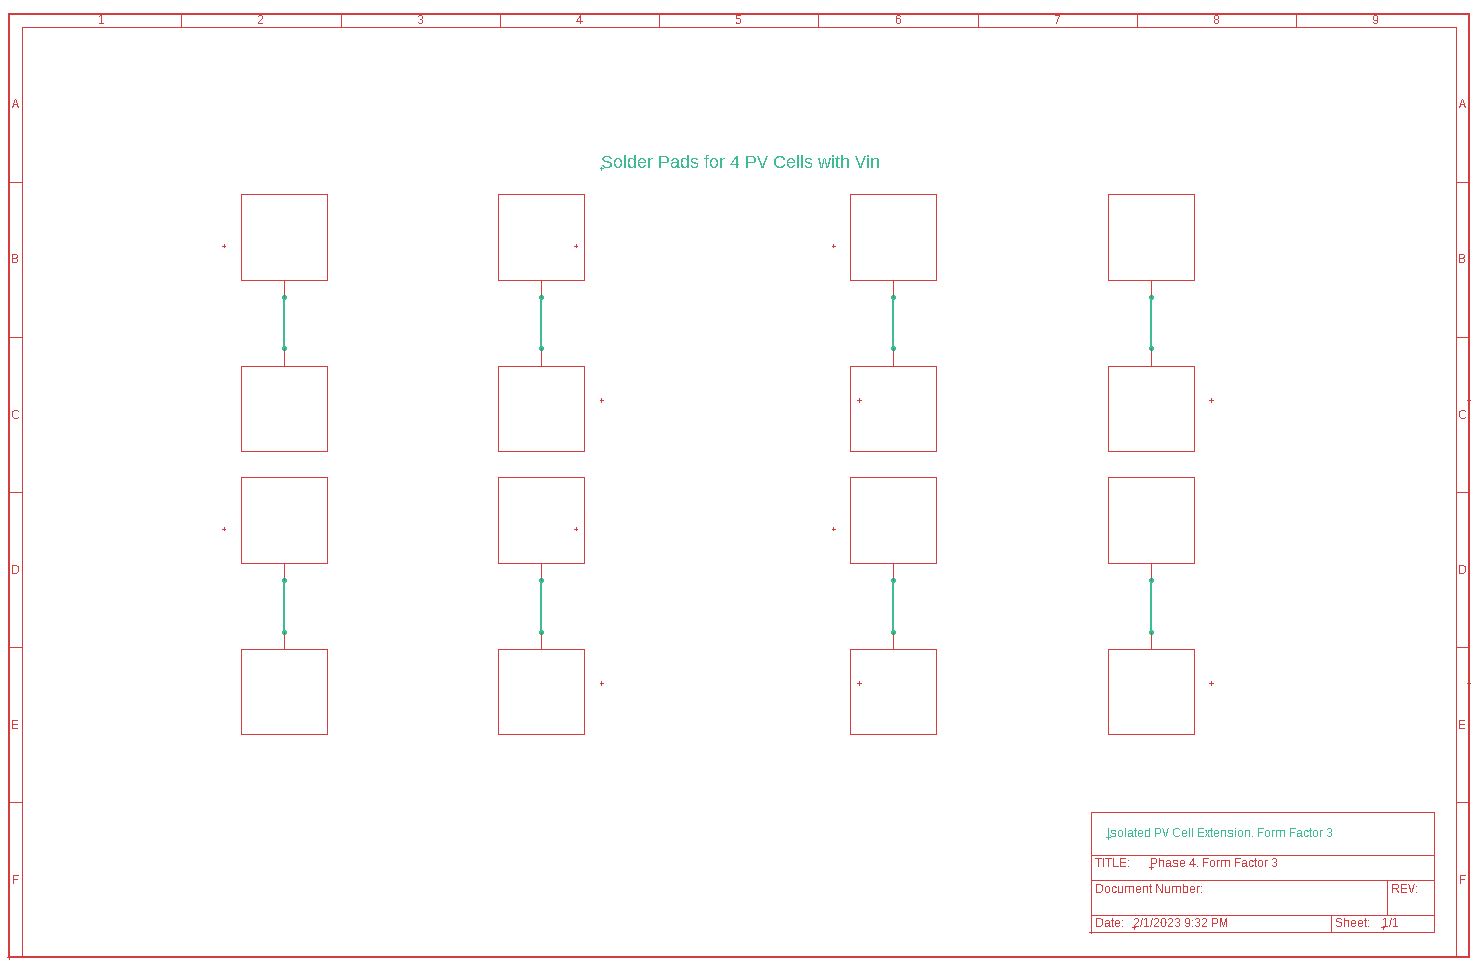 1 2 3 4 5 6 7 8 9
A A
Solder Pads for 4 PV Cells with Vin
B B
C C
D D
E E
Isolated PV Cell Extension. Form Factor 3
TITLE: Phase 4. Form Factor 3
F F
Document Number: REV:
Date: 2/1/2023 9:32 PM Sheet: 1/1